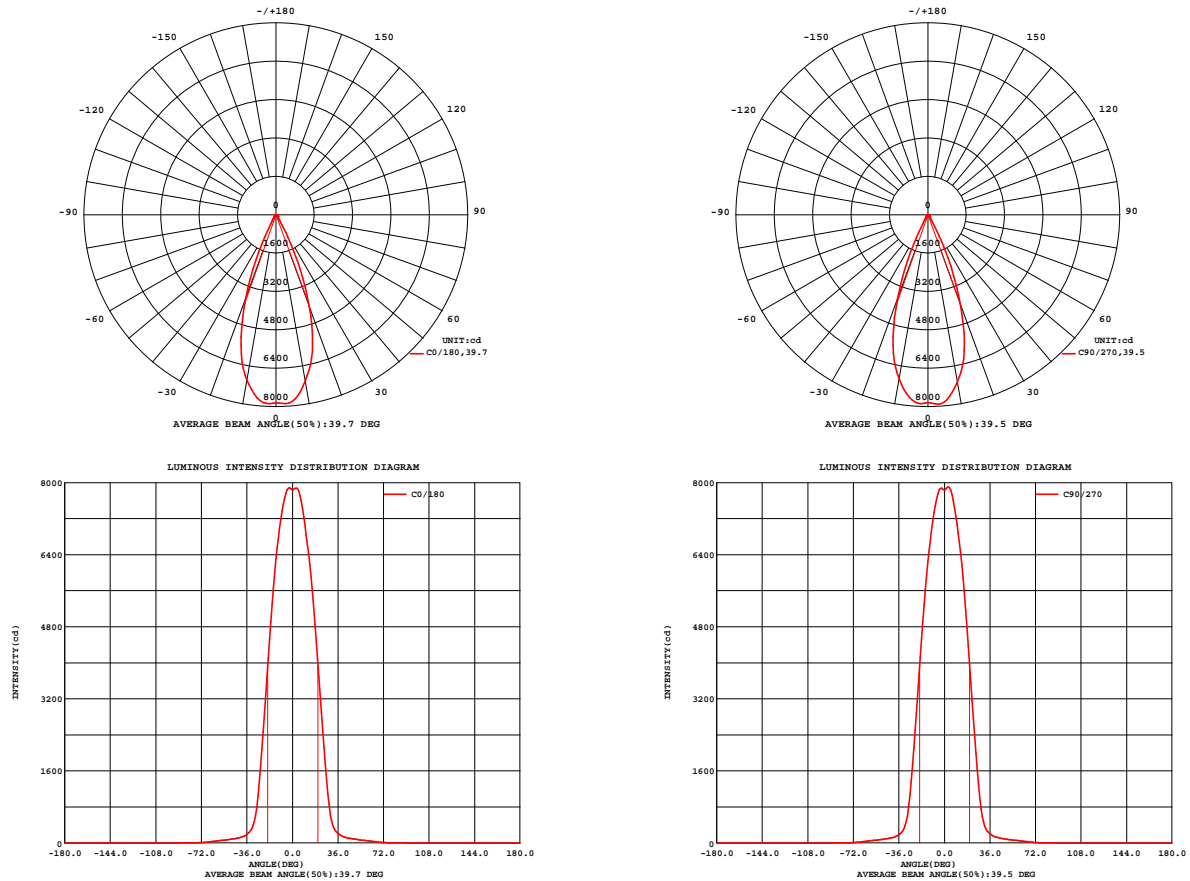 -/+180
-150 150
-120 120
-90 90
-60 60
-30 30
0
1600
3200
4800
6400
8000
0
UNIT:cd
C0/180,39.7
AVERAGE BEAM ANGLE(50%):39.7 DEG
-/+180
-150 150
-120 120
-90 90
-60 60
-30 30
0
1600
3200
4800
6400
8000
0
UNIT:cd
C90/270,39.5
AVERAGE BEAM ANGLE(50%):39.5 DEG
LUMINOUS INTENSITY DISTRIBUTION DIAGRAM
C0/180
8000
6400
4800
3200
1600
0
INTENSITY(cd)
-180.0 -144.0 -108.0 -72.0 -36.0 0.0 36.0 72.0 108.0 144.0 180.0
ANGLE(DEG)
AVERAGE BEAM ANGLE(50%):39.7 DEG
LUMINOUS INTENSITY DISTRIBUTION DIAGRAM
C90/270
8000
6400
4800
3200
1600
0
INTENSITY(cd)
-180.0 -144.0 -108.0 -72.0 -36.0 0.0 36.0 72.0 108.0 144.0 180.0
ANGLE(DEG)
AVERAGE BEAM ANGLE(50%):39.5 DEG